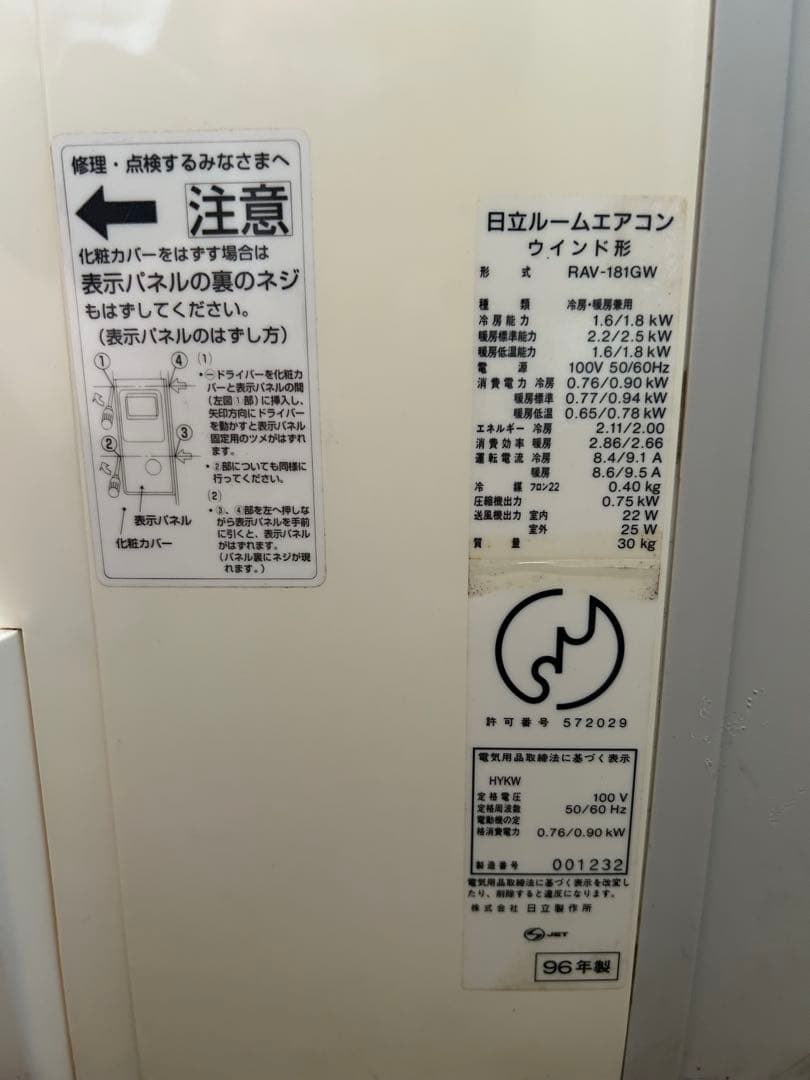 修理・点検するみなさまへ
注意
化粧カバーをはずす場合は
表示パネルの裏のネジ
もはずしてください。
(表示パネルのはずし方)
① ④
② ③
表示パネル
化粧カバー
(1)
・㊀ドライバーを化粧カ
バーと表示パネルの間
(左図①部)に挿入し、
矢印方向にドライバー
を動かすと表示パネル
固定用のツメがはずれ
ます。
・②部についても同様に
行ってください。
(2)
・③、④部を左へ押しな
がら表示パネルを手前
に引くと、表示パネル
がはずれます。
(パネル裏にネジが現
れます。)
日立ルームエアコン
ウインド形
形 式 RAV-181GW
種 類 冷房・暖房兼用
冷房能力 1.6/1.8 kW
暖房標準能力 2.2/2.5 kW
暖房低温能力 1.6/1.8 kW
電 源 100V 50/60Hz
消費電力 冷房 0.76/0.90 kW
暖房標準 0.77/0.94 kW
暖房低温 0.65/0.78 kW
エネルギー 冷房 2.11/2.00
消費効率 暖房 2.86/2.66
運転電流 冷房 8.4/9.1 A
暖房 8.6/9.5 A
冷 媒 フロン22 0.40 kg
圧縮機出力 0.75 kW
送風機出力 室内 22 W
室外 25 W
質 量 30 kg
許可番号 572029
電気用品取締法に基づく表示
HYKW
定格電圧 100 V
定格周波数 50/60 Hz
電動機の定
格消費電力 0.76/0.90 kW
製造番号 001232
電気用品取締法に基づく表示を改変し
たり、削除すると違反になります。
株式会社 日立製作所
JET
96年製